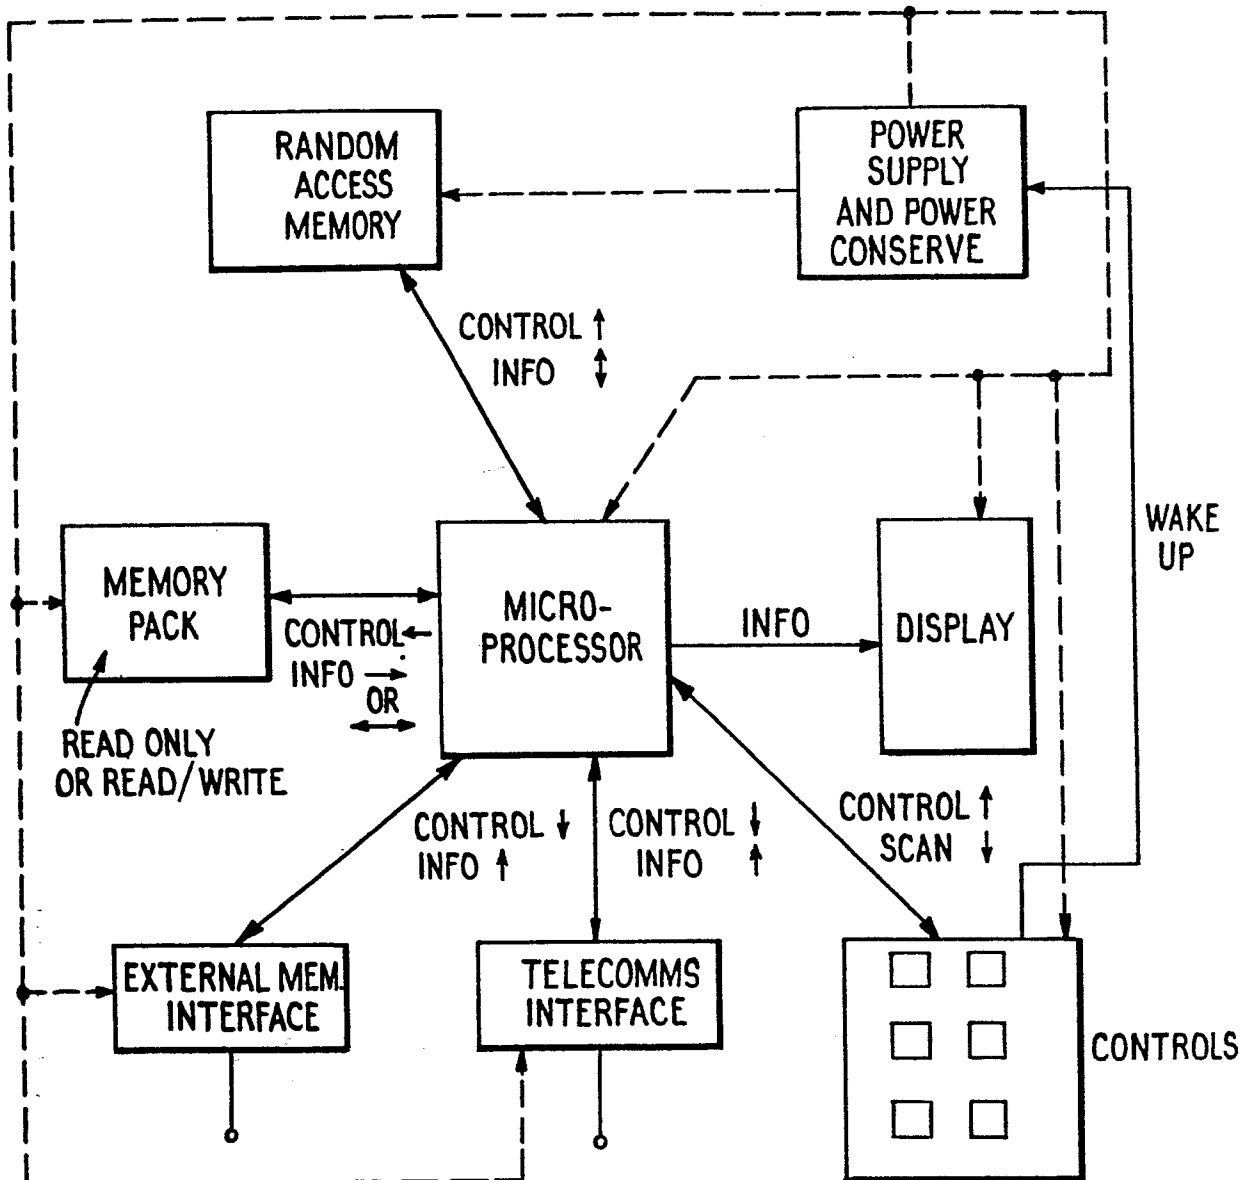 RANDOM
ACCESS
MEMORY
POWER
SUPPLY
AND POWER
CONSERVE
CONTROL ↑
INFO ↕
WAKE
UP
MEMORY
PACK
CONTROL ←
INFO →
OR
↔
READ ONLY
OR READ/WRITE
MICRO-
PROCESSOR
INFO
DISPLAY
CONTROL ↓
INFO ↑
CONTROL ↓
INFO ↑
CONTROL ↑
SCAN ↓
EXTERNAL MEM.
INTERFACE
TELECOMMS
INTERFACE
CONTROLS